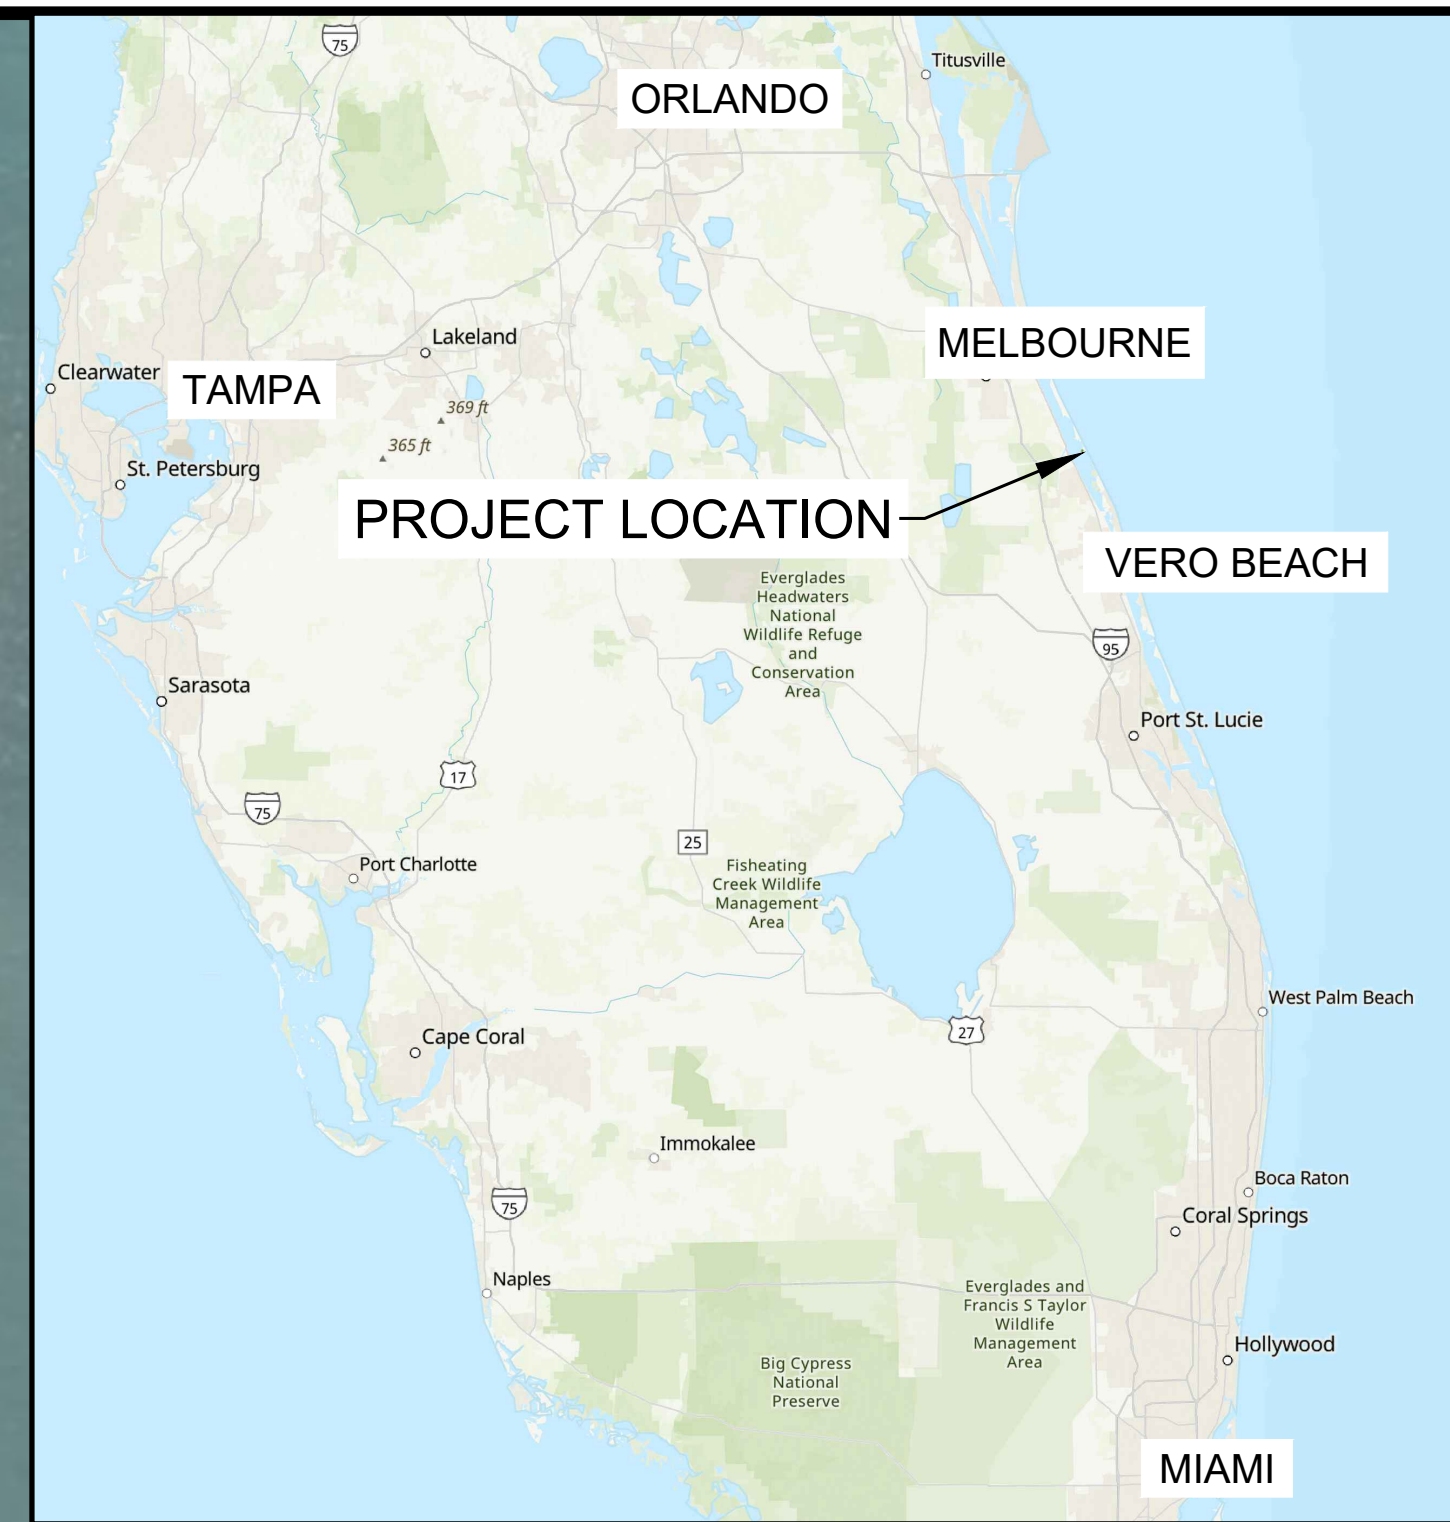 75
Titusville
ORLANDO
MELBOURNE
Lakeland
Clearwater
TAMPA
369 ft
365 ft
St. Petersburg
PROJECT LOCATION
VERO BEACH
Everglades
Headwaters
National
Wildlife Refuge
and
Conservation
Area
95
Sarasota
Port St. Lucie
17
75
25
Port Charlotte
Fisheating
Creek Wildlife
Management
Area
West Palm Beach
27
Cape Coral
Immokalee
Boca Raton
75
Coral Springs
Naples
Everglades and
Francis S Taylor
Wildlife
Management
Area
Hollywood
Big Cypress
National
Preserve
MIAMI